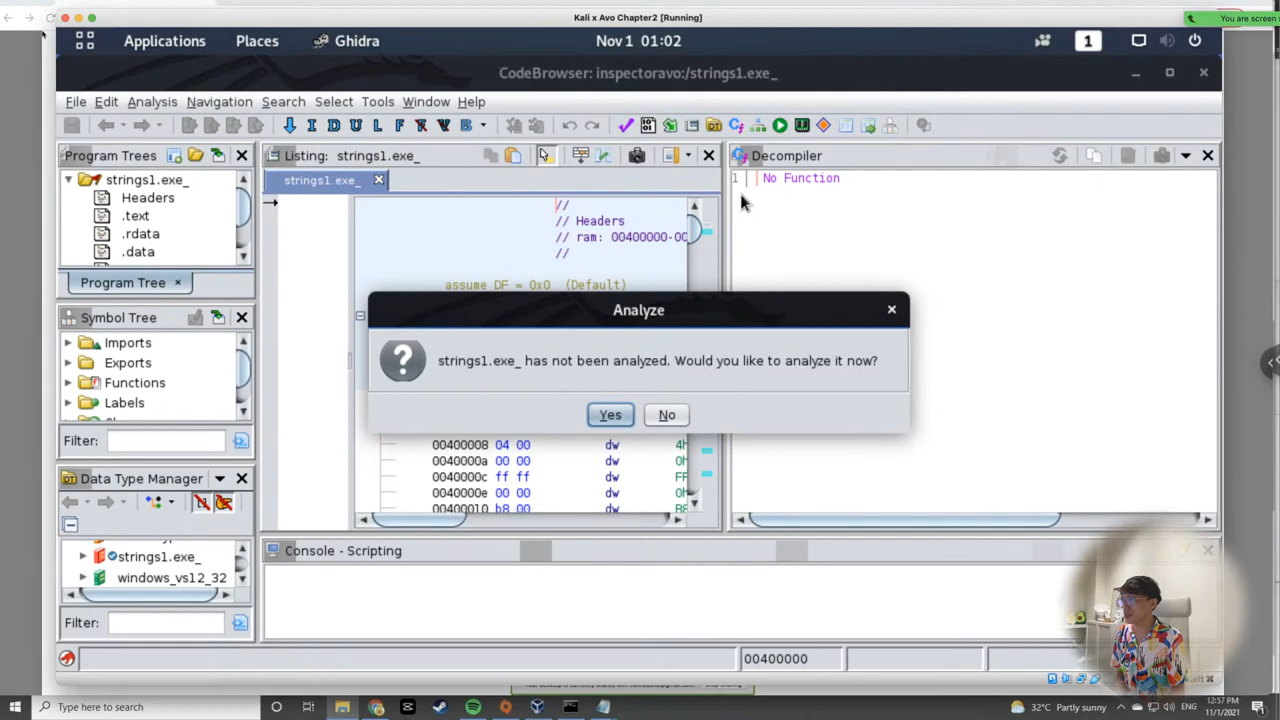 Kali x Avo Chapter2 [Running]
You are screen s
Applications Places Ghidra Nov 1 01:02 1
CodeBrowser: inspectoravo:/strings1.exe_
File Edit Analysis Navigation Search Select Tools Window Help
I D U L F V B
Program Trees
strings1.exe_
Headers
.text
.rdata
.data
Program Tree ×
Symbol Tree
Imports
Exports
Functions
Labels
Filter:
Data Type Manager
strings1.exe_
windows_vs12_32
Filter:
Listing: strings1.exe_
strings1.exe_
//
// Headers
// ram: 00400000-00
//
assume DF = 0x0 (Default)
Decompiler
1 No Function
Analyze
strings1.exe_ has not been analyzed. Would you like to analyze it now?
Yes No
00400008 04 00 dw 4h
0040000a 00 00 dw 0h
0040000c ff ff dw FF
0040000e 00 00 dw 0h
00400010 b8 00 dw B8
Console - Scripting
00400000
Type here to search
32°C Partly sunny
12:57 PM
11/1/2021